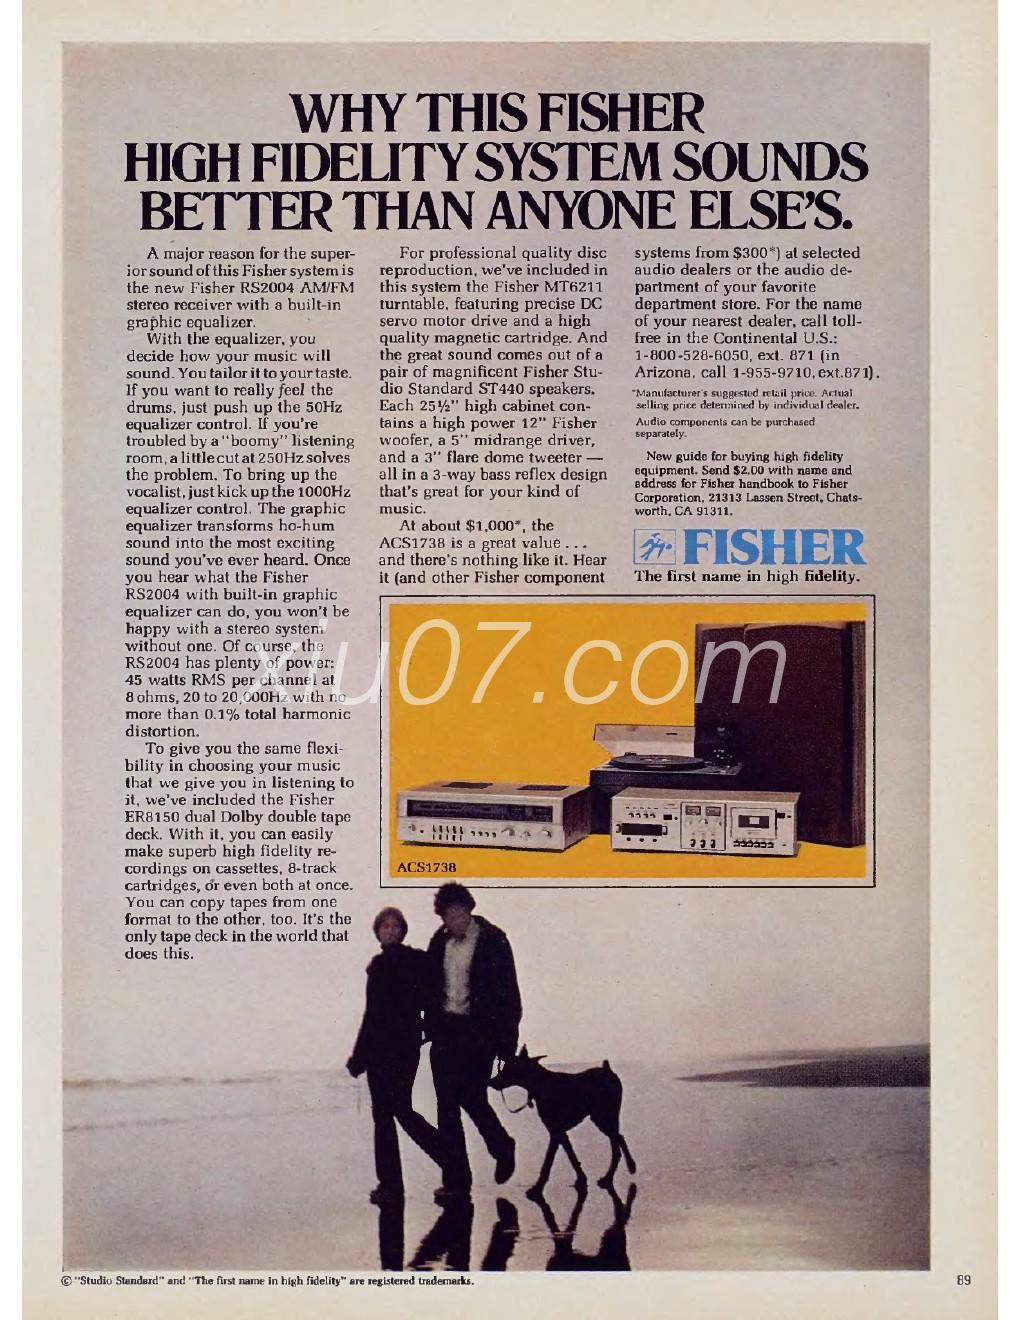 WHY THIS FISHER
HIGH FIDELITY SYSTEM SOUNDS
BETTER THAN ANYONE ELSE'S.
A major reason for the super-
ior sound of this Fisher system is
the new Fisher RS2004 AM/FM
stereo receiver with a built-in
graphic equalizer.
With the equalizer, you
decide how your music will
sound. You tailor it to your taste.
If you want to really feel the
drums, just push up the 50Hz
equalizer control. If you're
troubled by a "boomy" listening
room, a little cut at 250Hz solves
the problem. To bring up the
vocalist, just kick up the 1000Hz
equalizer control. The graphic
equalizer transforms ho-hum
sound into the most exciting
sound you've ever heard. Once
you hear what the Fisher
RS2004 with built-in graphic
equalizer can do, you won't be
happy with a stereo system
without one. Of course, the
RS2004 has plenty of power:
45 watts RMS per channel at
8 ohms, 20 to 20,000Hz with no
more than 0.1% total harmonic
distortion.
To give you the same flexi-
bility in choosing your music
that we give you in listening to
it, we've included the Fisher
ER8150 dual Dolby double tape
deck. With it, you can easily
make superb high fidelity re-
cordings on cassettes, 8-track
cartridges, or even both at once.
You can copy tapes from one
format to the other, too. It's the
only tape deck in the world that
does this.
For professional quality disc
reproduction, we've included in
this system the Fisher MT6211
turntable, featuring precise DC
servo motor drive and a high
quality magnetic cartridge. And
the great sound comes out of a
pair of magnificent Fisher Stu-
dio Standard ST440 speakers.
Each 25½" high cabinet con-
tains a high power 12" Fisher
woofer, a 5" midrange driver,
and a 3" flare dome tweeter —
all in a 3-way bass reflex design
that's great for your kind of
music.
At about $1,000*, the
ACS1738 is a great value . . .
and there's nothing like it. Hear
it (and other Fisher component
systems from $300*) at selected
audio dealers or the audio de-
partment of your favorite
department store. For the name
of your nearest dealer, call toll-
free in the Continental U.S.:
1-800-528-6050, ext. 871 (in
Arizona, call 1-955-9710, ext.871).
*Manufacturer's suggested retail price. Actual
selling price determined by individual dealer.
Audio components can be purchased
separately.
New guide for buying high fidelity
equipment. Send $2.00 with name and
address for Fisher handbook to Fisher
Corporation, 21313 Lassen Street, Chats-
worth, CA 91311.
FISHER
The first name in high fidelity.
xiu07.com
ACS1738
© "Studio Standard" and "The first name in high fidelity" are registered trademarks.
89